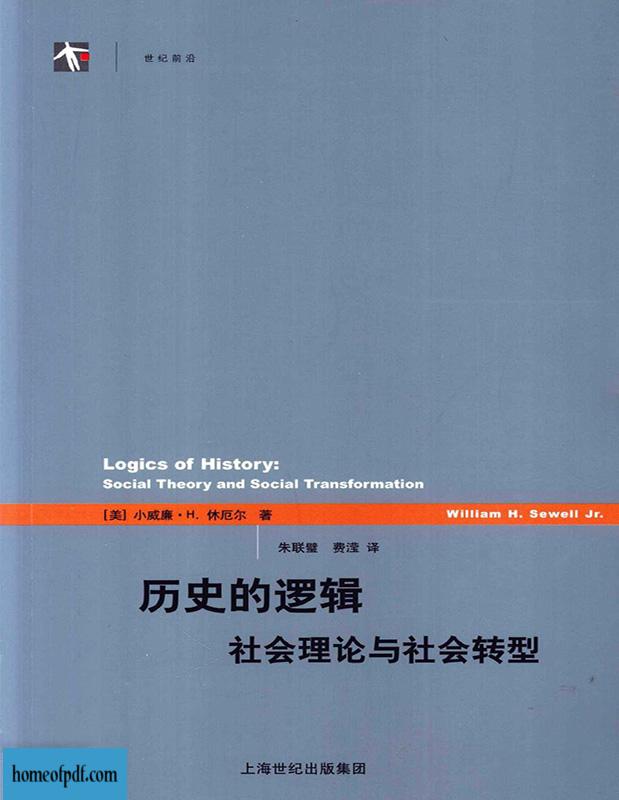 世纪前沿
Logics of History:
Social Theory and Social Transformation
[美] 小威廉·H. 休厄尔 著
William H. Sewell Jr.
朱联璧 费滢 译
历史的逻辑
社会理论与社会转型
上海世纪出版集团
homeofpdf.com